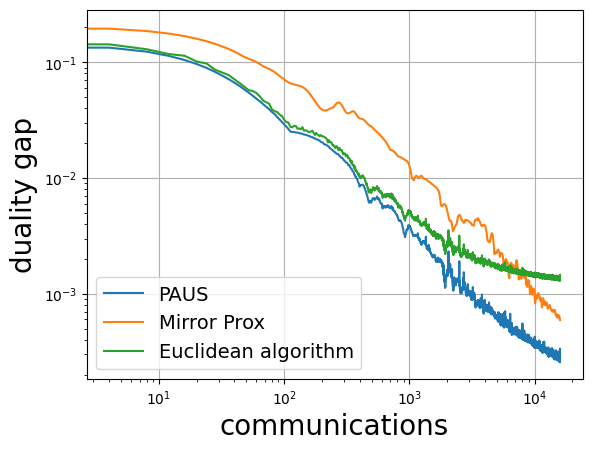 duality gap
10⁻¹
10⁻²
10⁻³
PAUS
Mirror Prox
Euclidean algorithm
10¹
10²
10³
10⁴
communications